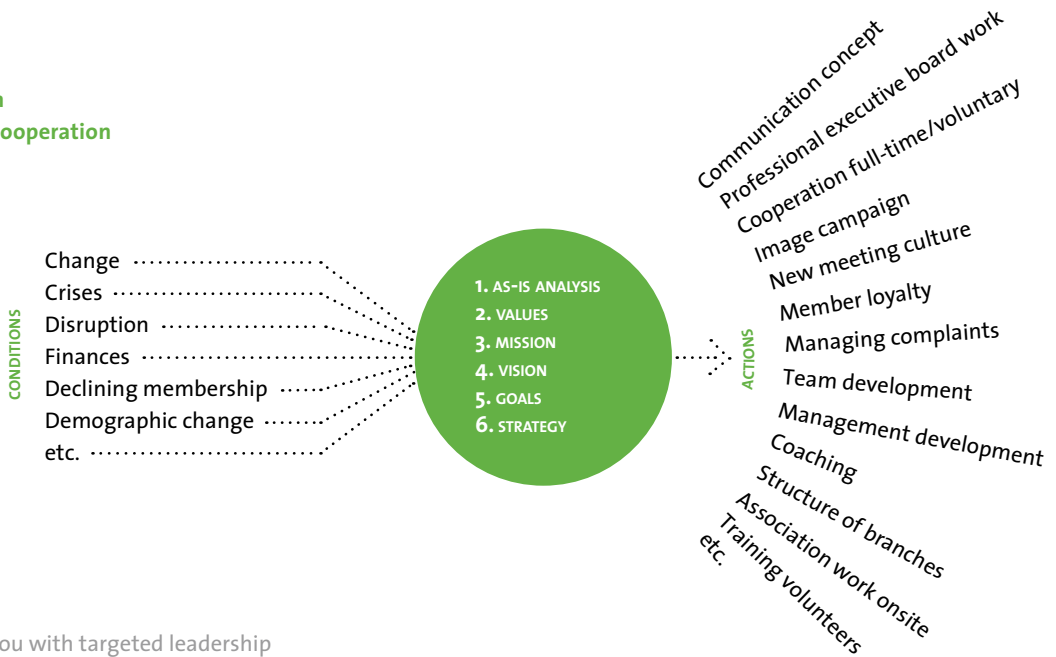 n
ooperation
CONDITIONS
Change
Crises
Disruption
Finances
Declining membership
Demographic change
etc.
1. AS-IS ANALYSIS
2. VALUES
3. MISSION
4. VISION
5. GOALS
6. STRATEGY
ACTIONS
Communication concept
Professional executive board work
Cooperation full-time/voluntary
Image campaign
New meeting culture
Member loyalty
Managing complaints
Team development
Management development
Coaching
Structure of branches
Association work onsite
Training volunteers
etc.
ou with targeted leadership